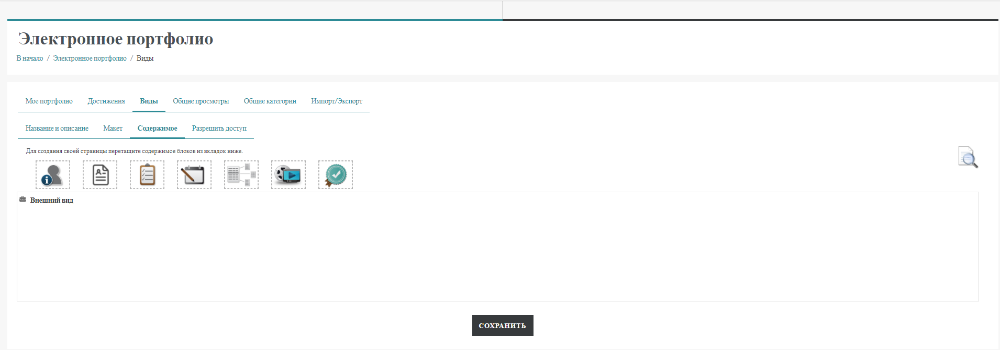 Электронное портфолио
В начало / Электронное портфолио / Виды
Мое портфолио Достижения Виды Общие просмотры Общие категории Импорт/Экспорт
Название и описание Макет Содержимое Разрешить доступ
Для создания своей страницы перетащите содержимое блоков из вкладок ниже.
Внешний вид
СОХРАНИТЬ